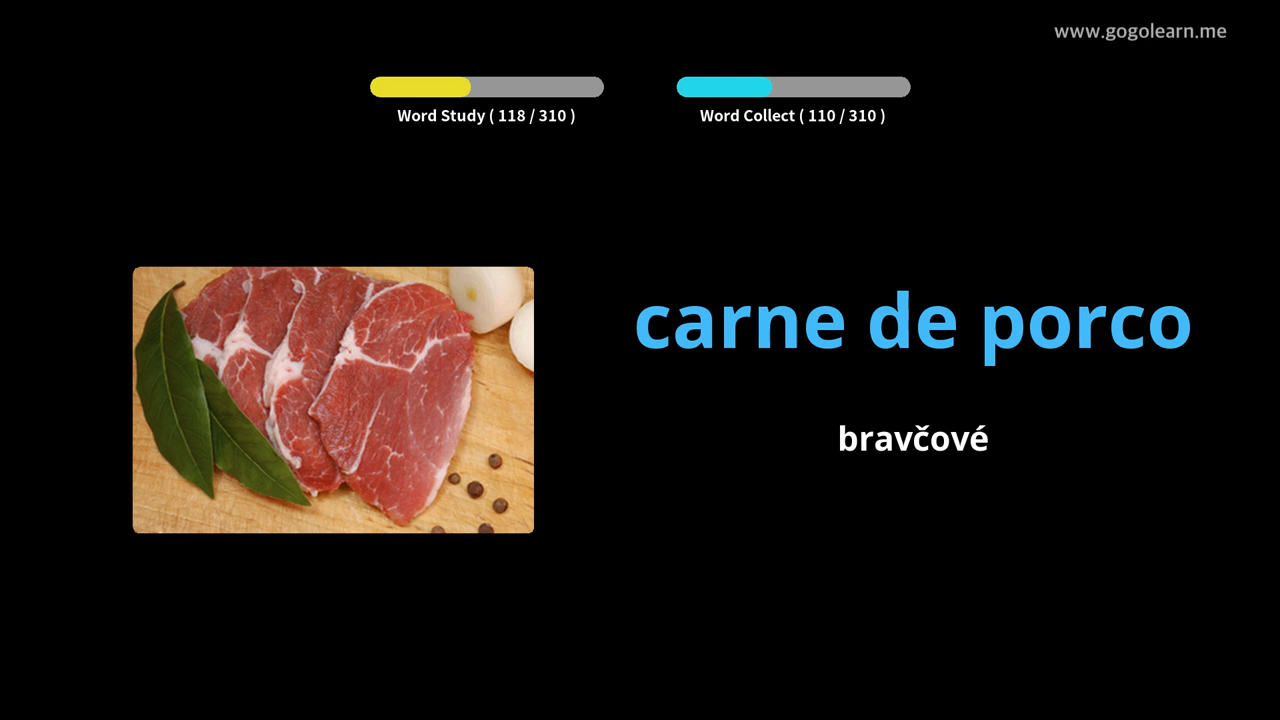 www.gogolearn.me
Word Study ( 118 / 310 )
Word Collect ( 110 / 310 )
carne de porco
bravčové